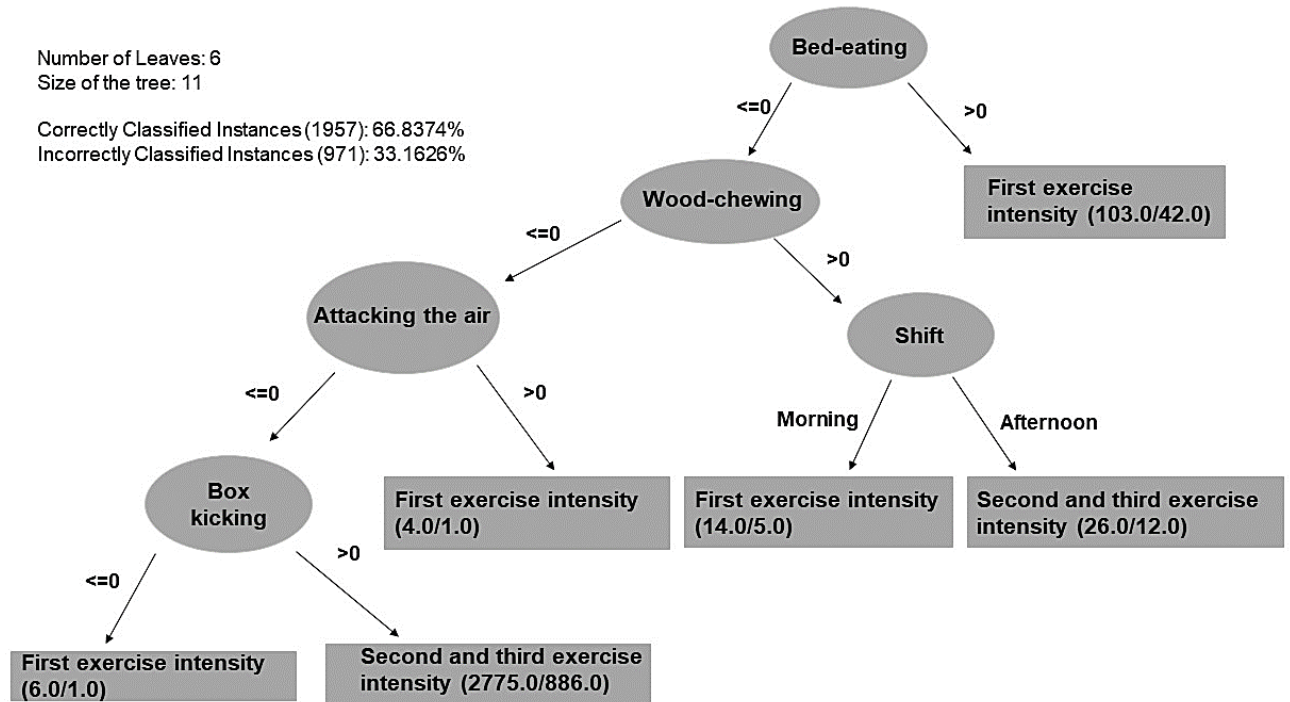 Number of Leaves: 6
Size of the tree: 11
Correctly Classified Instances (1957): 66.8374%
Incorrectly Classified Instances (971): 33.1626%
Bed-eating
<=0
>0
First exercise
intensity (103.0/42.0)
Wood-chewing
<=0
>0
Attacking the air
Shift
<=0
>0
Morning
Afternoon
Box
kicking
First exercise intensity
(4.0/1.0)
First exercise intensity
(14.0/5.0)
Second and third exercise
intensity (26.0/12.0)
<=0
>0
First exercise intensity
(6.0/1.0)
Second and third exercise
intensity (2775.0/886.0)